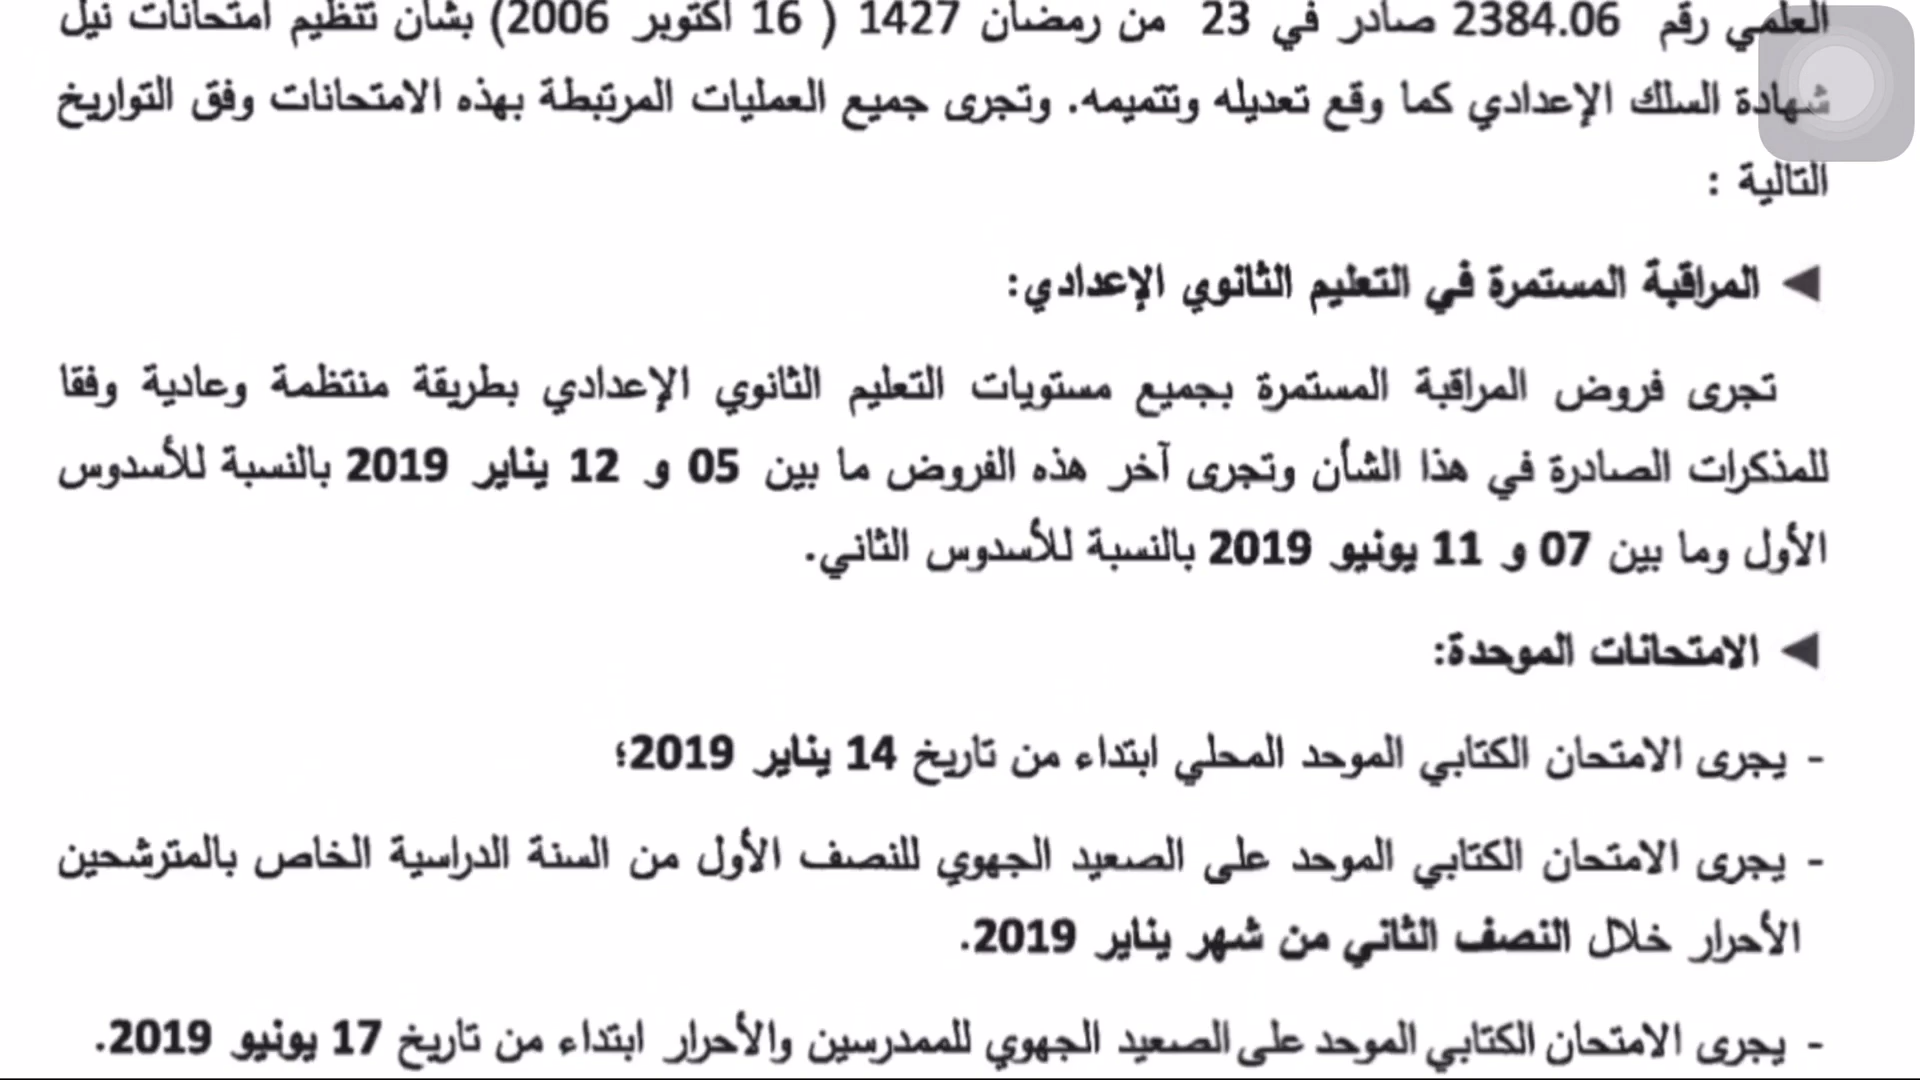 العلمي رقم 2384.06 صادر في 23 من رمضان 1427 ( 16 أكتوبر 2006) بشأن تنظيم امتحانات نيل
شهادة السلك الإعدادي كما وقع تعديله وتتميمه. وتجرى جميع العمليات المرتبطة بهذه الامتحانات وفق التواريخ
التالية :
◄ المراقبة المستمرة في التعليم الثانوي الإعدادي:
تجرى فروض المراقبة المستمرة بجميع مستويات التعليم الثانوي الإعدادي بطريقة منتظمة وعادية وفقا
للمذكرات الصادرة في هذا الشأن وتجرى آخر هذه الفروض ما بين 05 و 12 يناير 2019 بالنسبة للأسدوس
الأول وما بين 07 و 11 يونيو 2019 بالنسبة للأسدوس الثاني.
◄ الامتحانات الموحدة:
- يجرى الامتحان الكتابي الموحد المحلي ابتداء من تاريخ 14 يناير 2019؛
- يجرى الامتحان الكتابي الموحد على الصعيد الجهوي للنصف الأول من السنة الدراسية الخاص بالمترشحين
الأحرار خلال النصف الثاني من شهر يناير 2019.
- يجرى الامتحان الكتابي الموحد على الصعيد الجهوي للممدرسين والأحرار ابتداء من تاريخ 17 يونيو 2019.